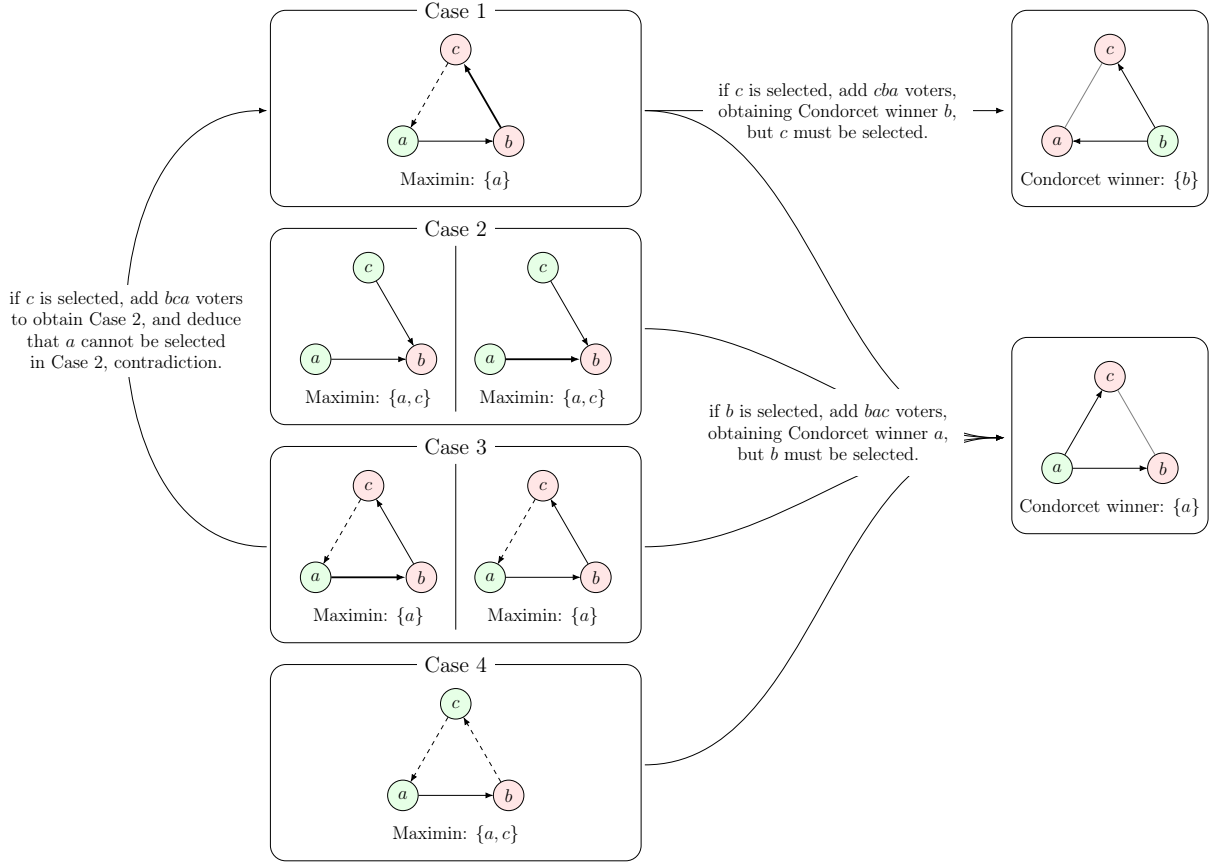 Case 1
c
a
b
Maximin: {a}
if c is selected, add cba voters,
obtaining Condorcet winner b,
but c must be selected.
c
a
b
Condorcet winner: {b}
if c is selected, add bca voters
to obtain Case 2, and deduce
that a cannot be selected
in Case 2, contradiction.
Case 2
c
a
b
Maximin: {a, c}
c
a
b
Maximin: {a, c}
if b is selected, add bac voters,
obtaining Condorcet winner a,
but b must be selected.
c
a
b
Condorcet winner: {a}
Case 3
c
a
b
Maximin: {a}
c
a
b
Maximin: {a}
Case 4
c
a
b
Maximin: {a, c}